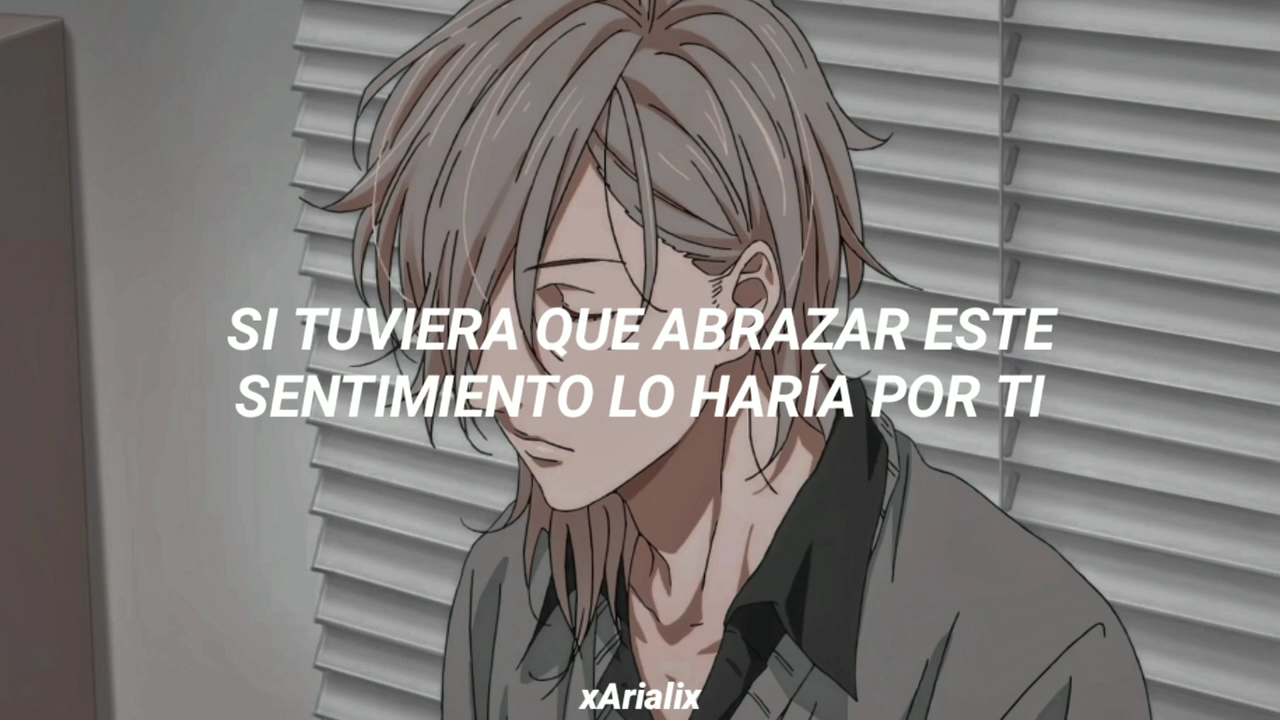 SI TUVIERA QUE ABRAZAR ESTE
SENTIMIENTO LO HARÍA POR TI
xArialix